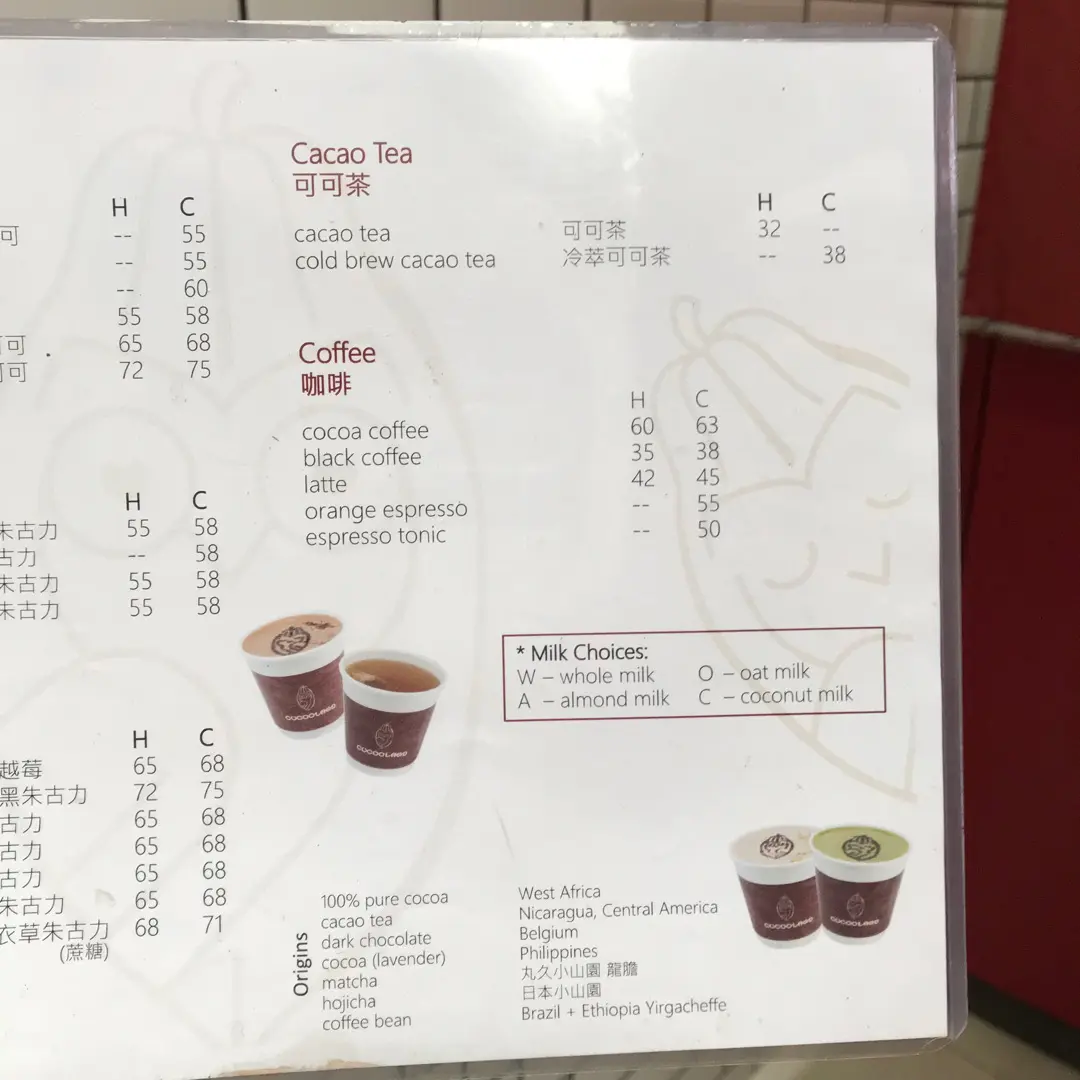 H C
可 -- 55
-- 55
-- 60
55 58
可 65 68
可 72 75
H C
朱古力 55 58
古力 -- 58
朱古力 55 58
朱古力 55 58
H C
越莓 65 68
黑朱古力 72 75
古力 65 68
古力 65 68
古力 65 68
朱古力 65 68
衣草朱古力 68 71
(蔗糖)
Cacao Tea
可可茶
H C
cacao tea 可可茶 32 --
cold brew cacao tea 冷萃可可茶 -- 38
Coffee
咖啡
H C
cocoa coffee 60 63
black coffee 35 38
latte 42 45
orange espresso -- 55
espresso tonic -- 50
* Milk Choices:
W – whole milk O – oat milk
A – almond milk C – coconut milk
COCOOLAGO
COCOOLAGO
COCOOLAGO
COCOOLAGO
Origins
100% pure cocoa West Africa
cacao tea Nicaragua, Central America
dark chocolate Belgium
cocoa (lavender) Philippines
matcha 丸久小山園 龍膽
hojicha 日本小山園
coffee bean Brazil + Ethiopia Yirgacheffe